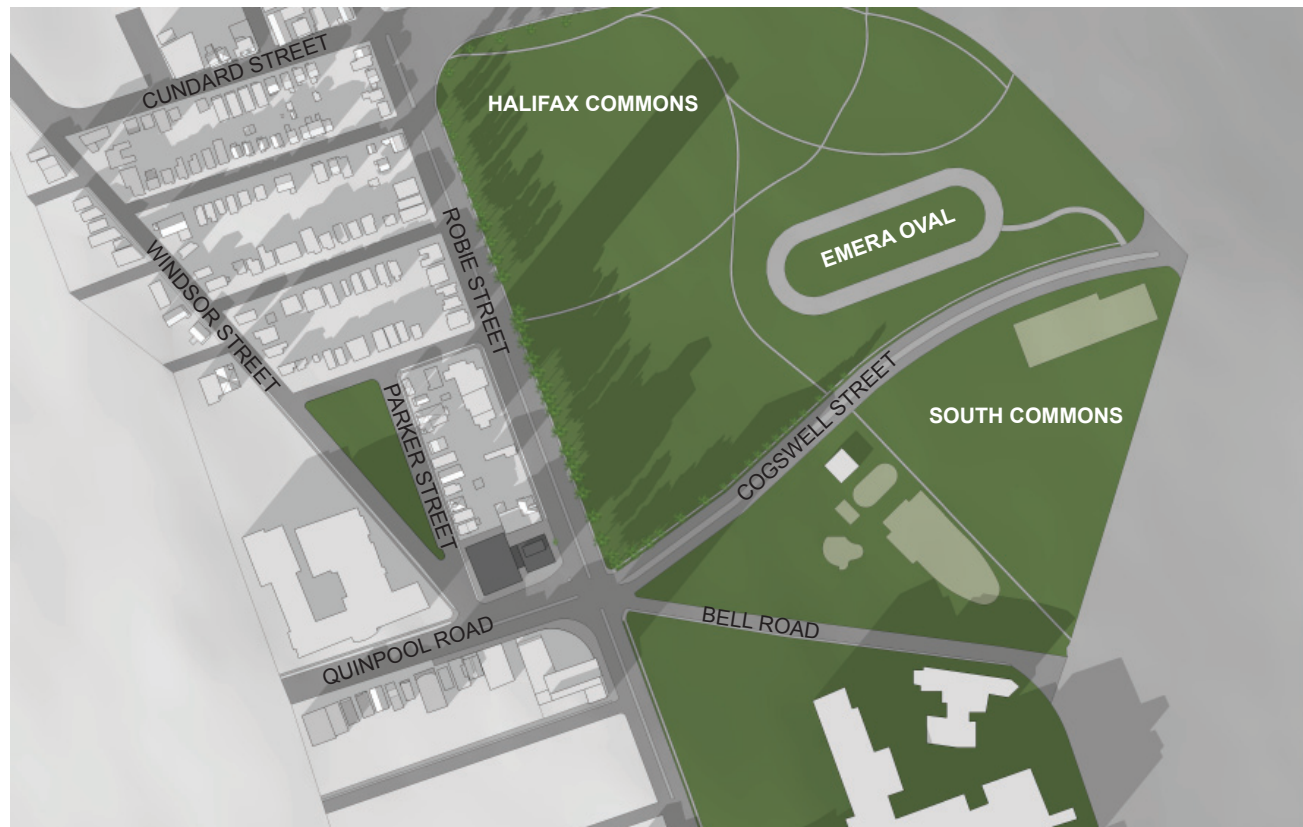 CUNDARD STREET
HALIFAX COMMONS
ROBIE STREET
EMERA OVAL
WINDSOR STREET
PARKER STREET
COGSWELL STREET
SOUTH COMMONS
BELL ROAD
QUINPOOL ROAD